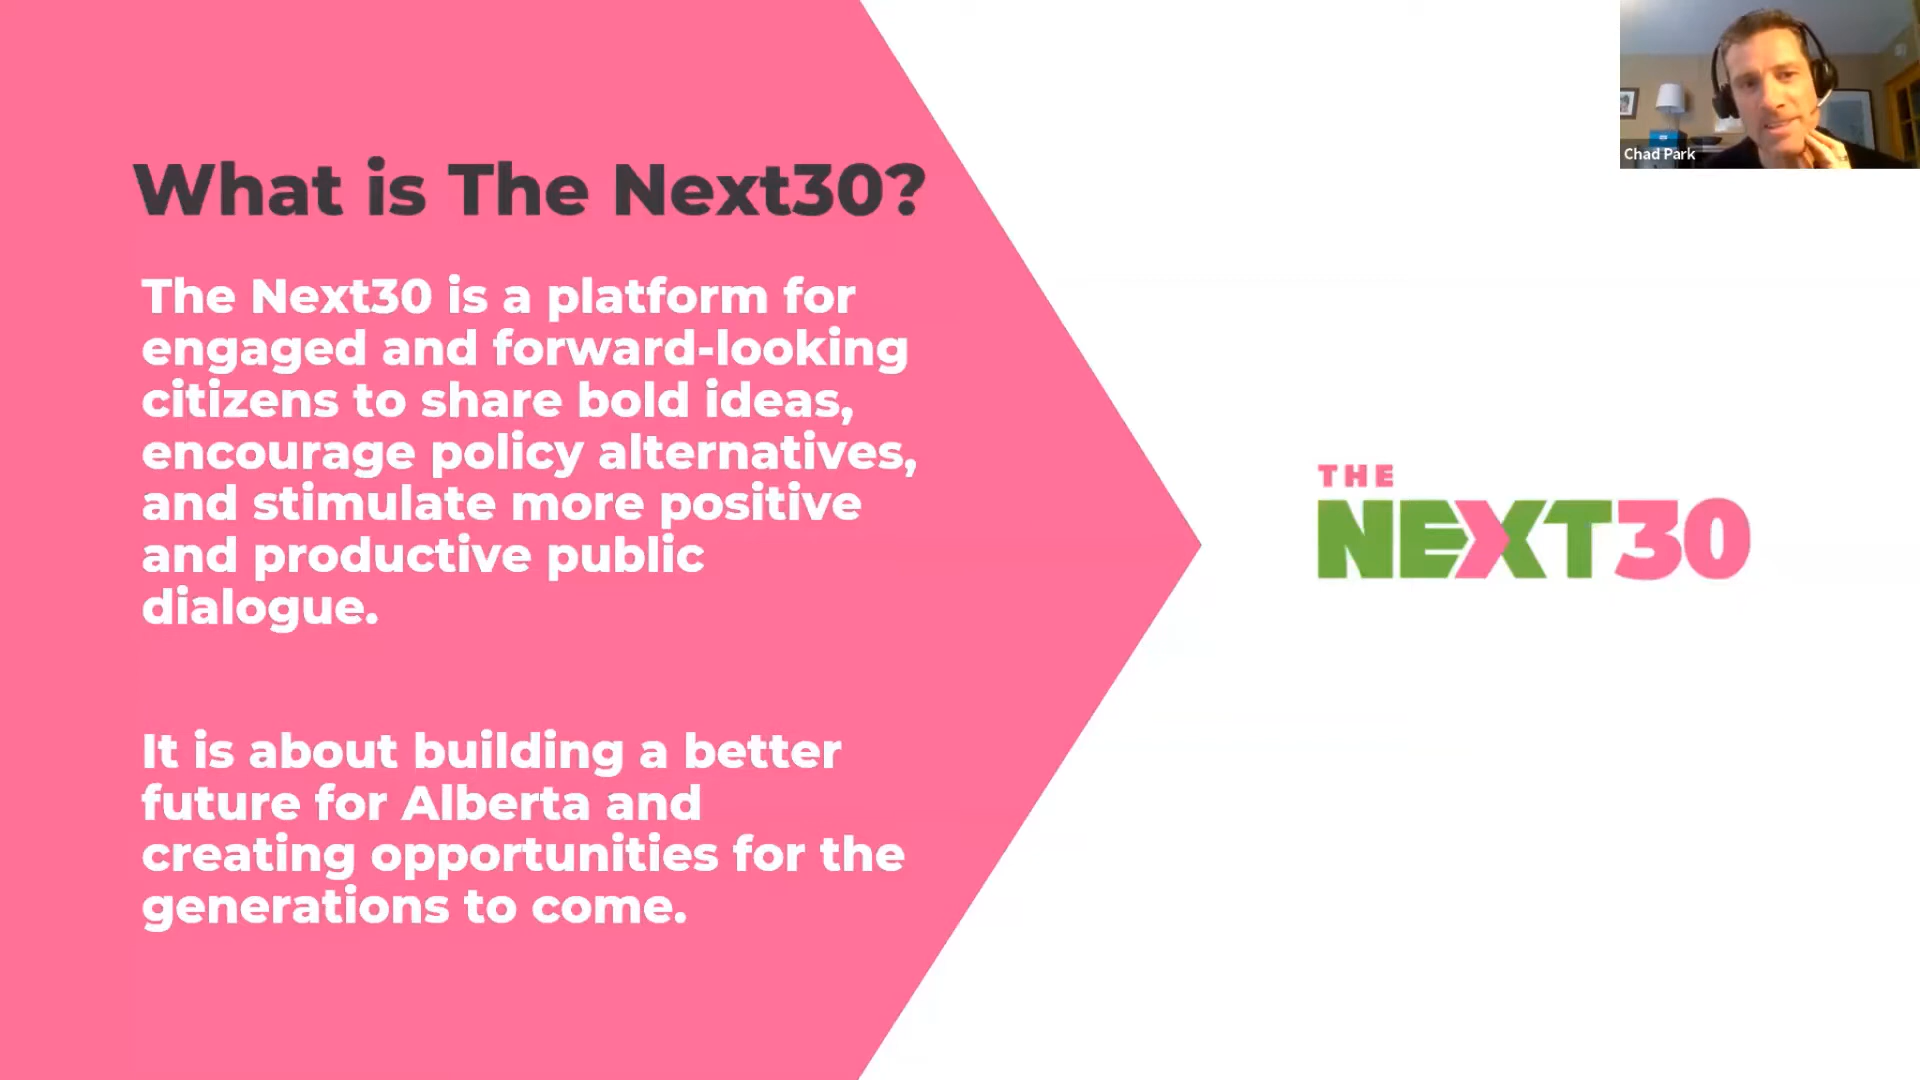 What is The Next30?
The Next30 is a platform for
engaged and forward-looking
citizens to share bold ideas,
encourage policy alternatives,
and stimulate more positive
and productive public
dialogue.
It is about building a better
future for Alberta and
creating opportunities for the
generations to come.
THE
NEXT30
Chad Park